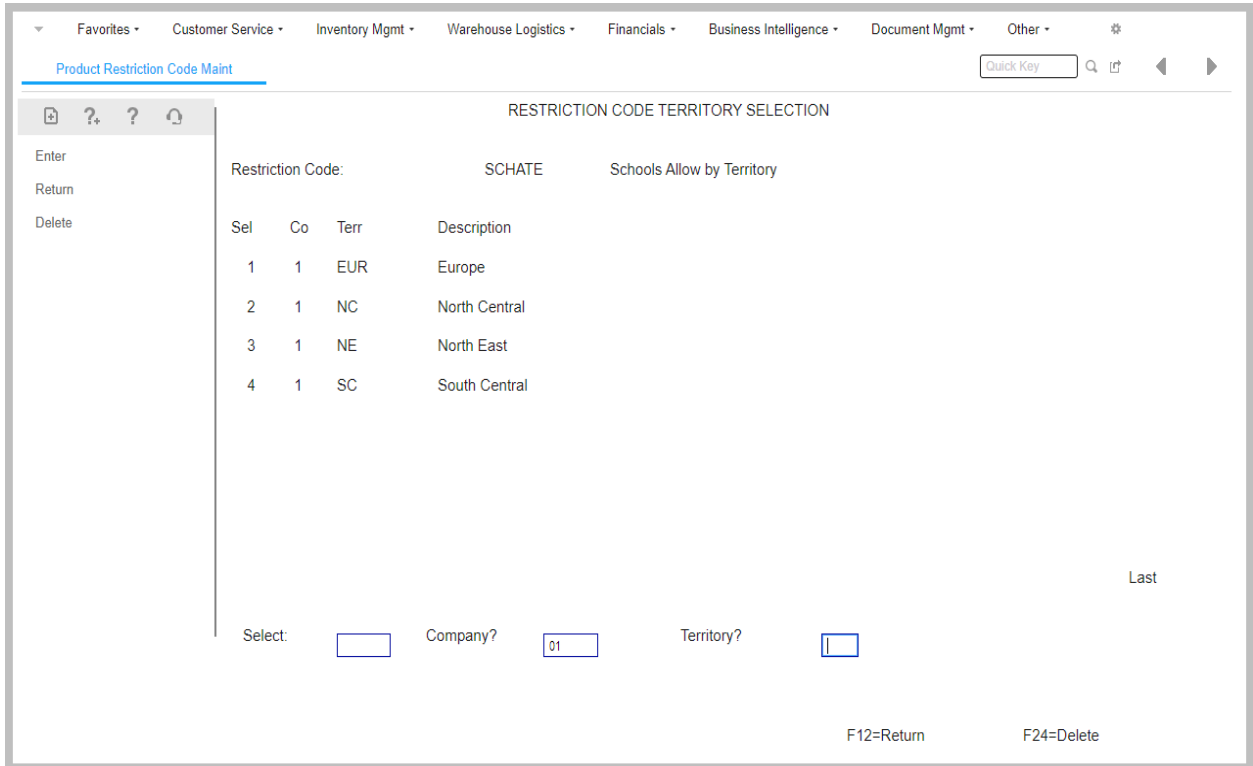 Favorites Customer Service Inventory Mgmt Warehouse Logistics Financials Business Intelligence Document Mgmt Other
Product Restriction Code Maint Quick Key
?+ ?
RESTRICTION CODE TERRITORY SELECTION
Enter
Return
Delete
Restriction Code: SCHATE Schools Allow by Territory
Sel Co Terr Description
1 1 EUR Europe
2 1 NC North Central
3 1 NE North East
4 1 SC South Central
Last
Select: Company? 01 Territory?
F12=Return F24=Delete